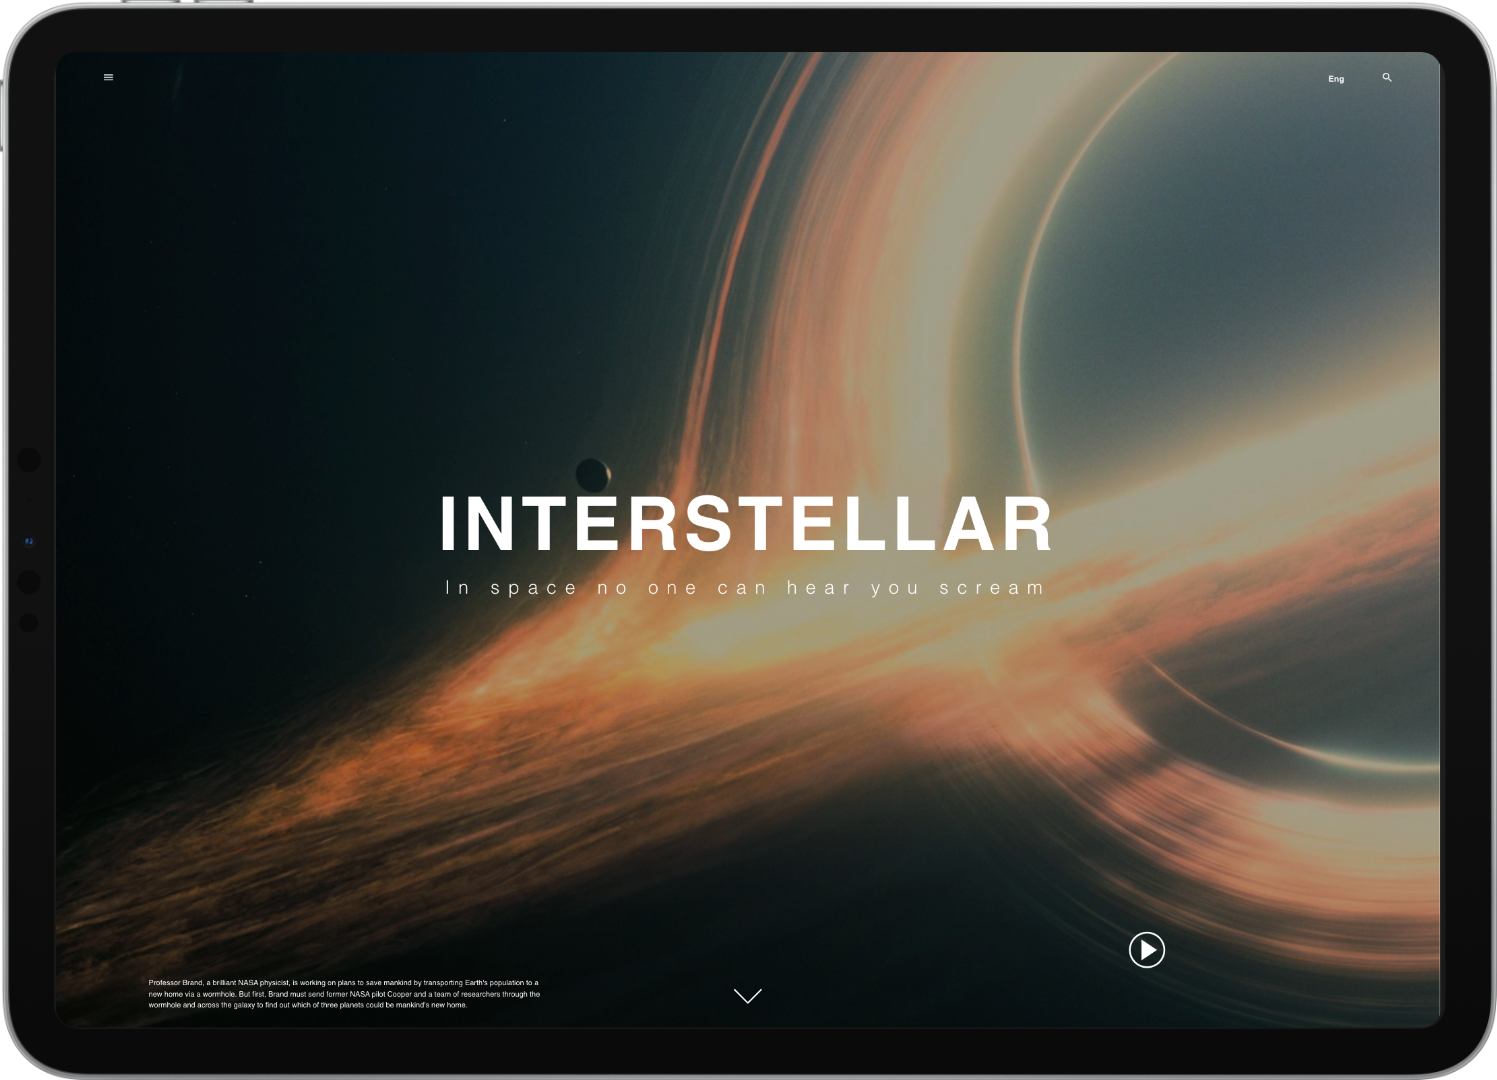 Eng
INTERSTELLAR
In space no one can hear you scream
Professor Brand, a brilliant NASA physicist, is working on plans to save mankind by transporting Earth's population to a
new home via a wormhole. But first, Brand must send former NASA pilot Cooper and a team of researchers through the
wormhole and across the galaxy to find out which of three planets could be mankind's new home.